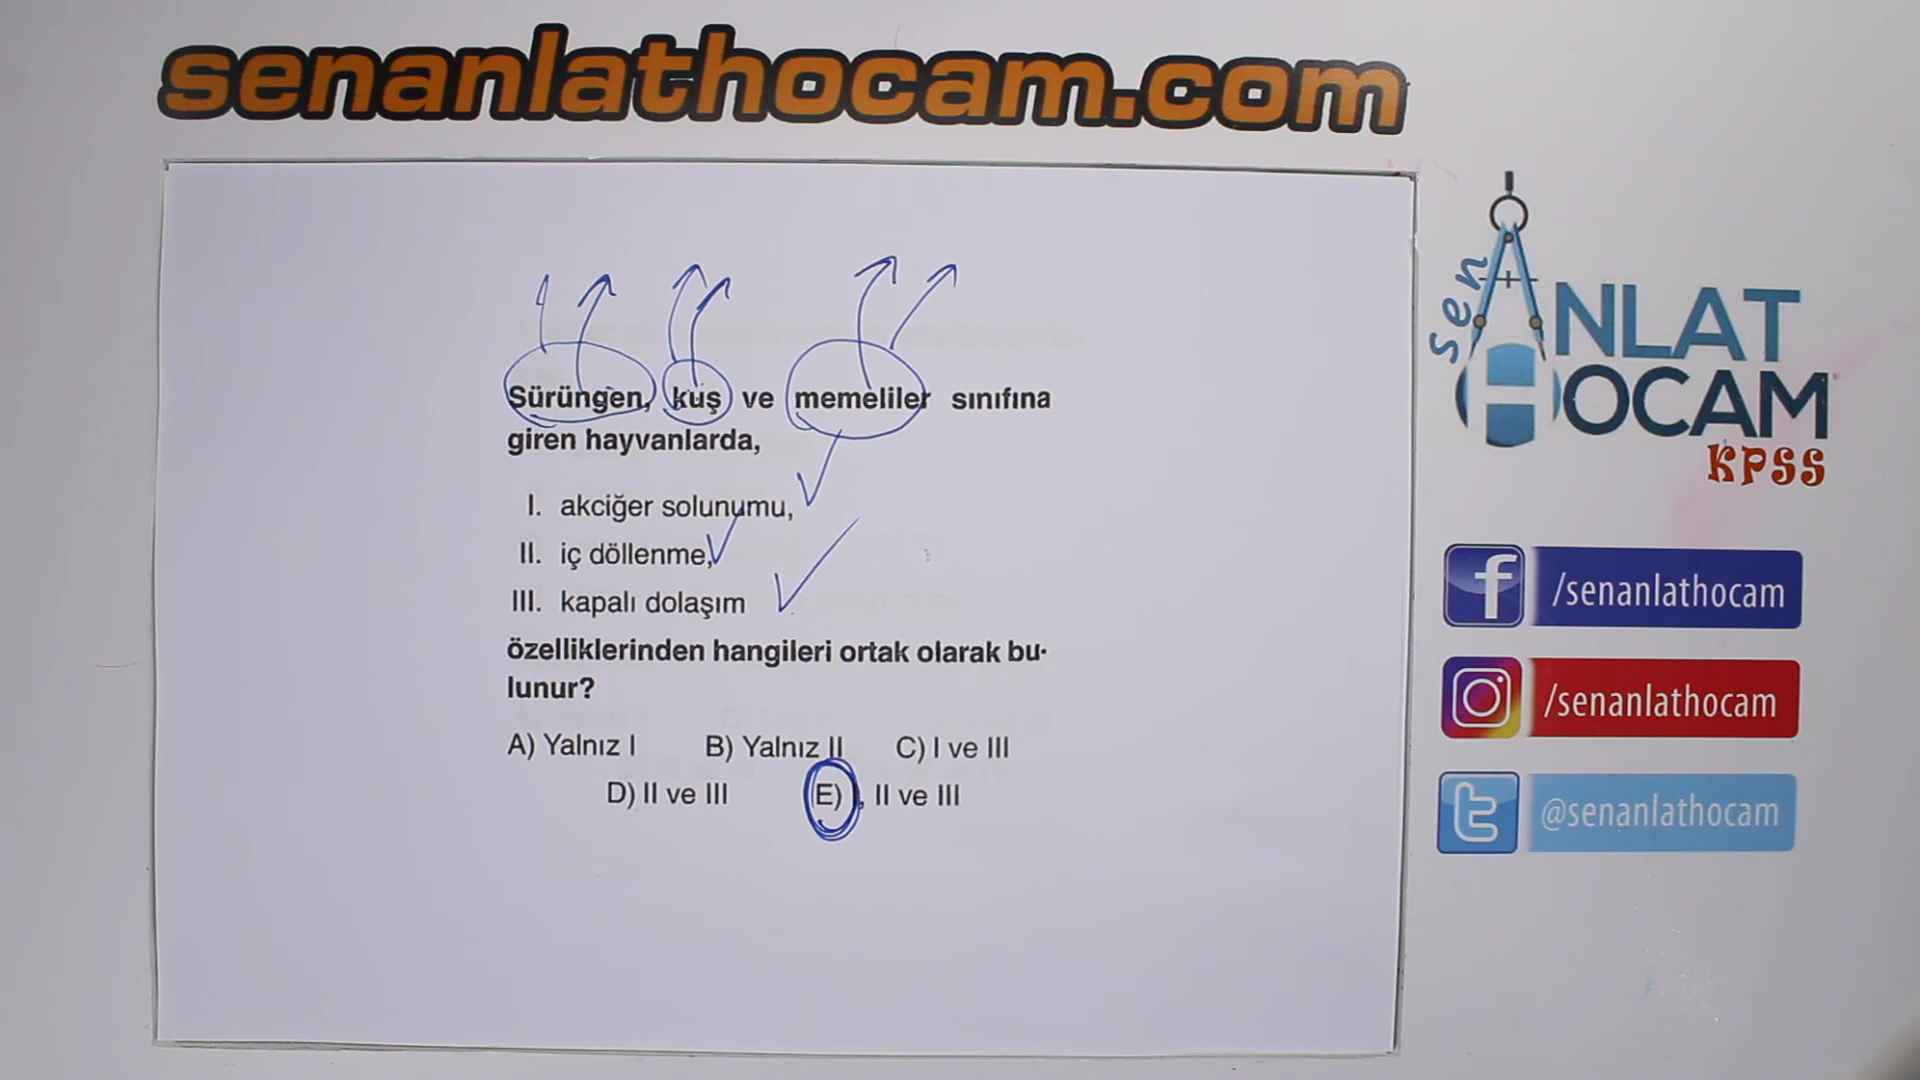 senanlathocam.com
sen
ANLAT
HOCAM
KPSS
Sürüngen, kuş ve memeliler sınıfına
giren hayvanlarda,
I. akciğer solunumu,
II. iç döllenme,
III. kapalı dolaşım
özelliklerinden hangileri ortak olarak bu-
lunur?
A) Yalnız I B) Yalnız II C) I ve III
D) II ve III E) , II ve III
/senanlathocam
/senanlathocam
@senanlathocam